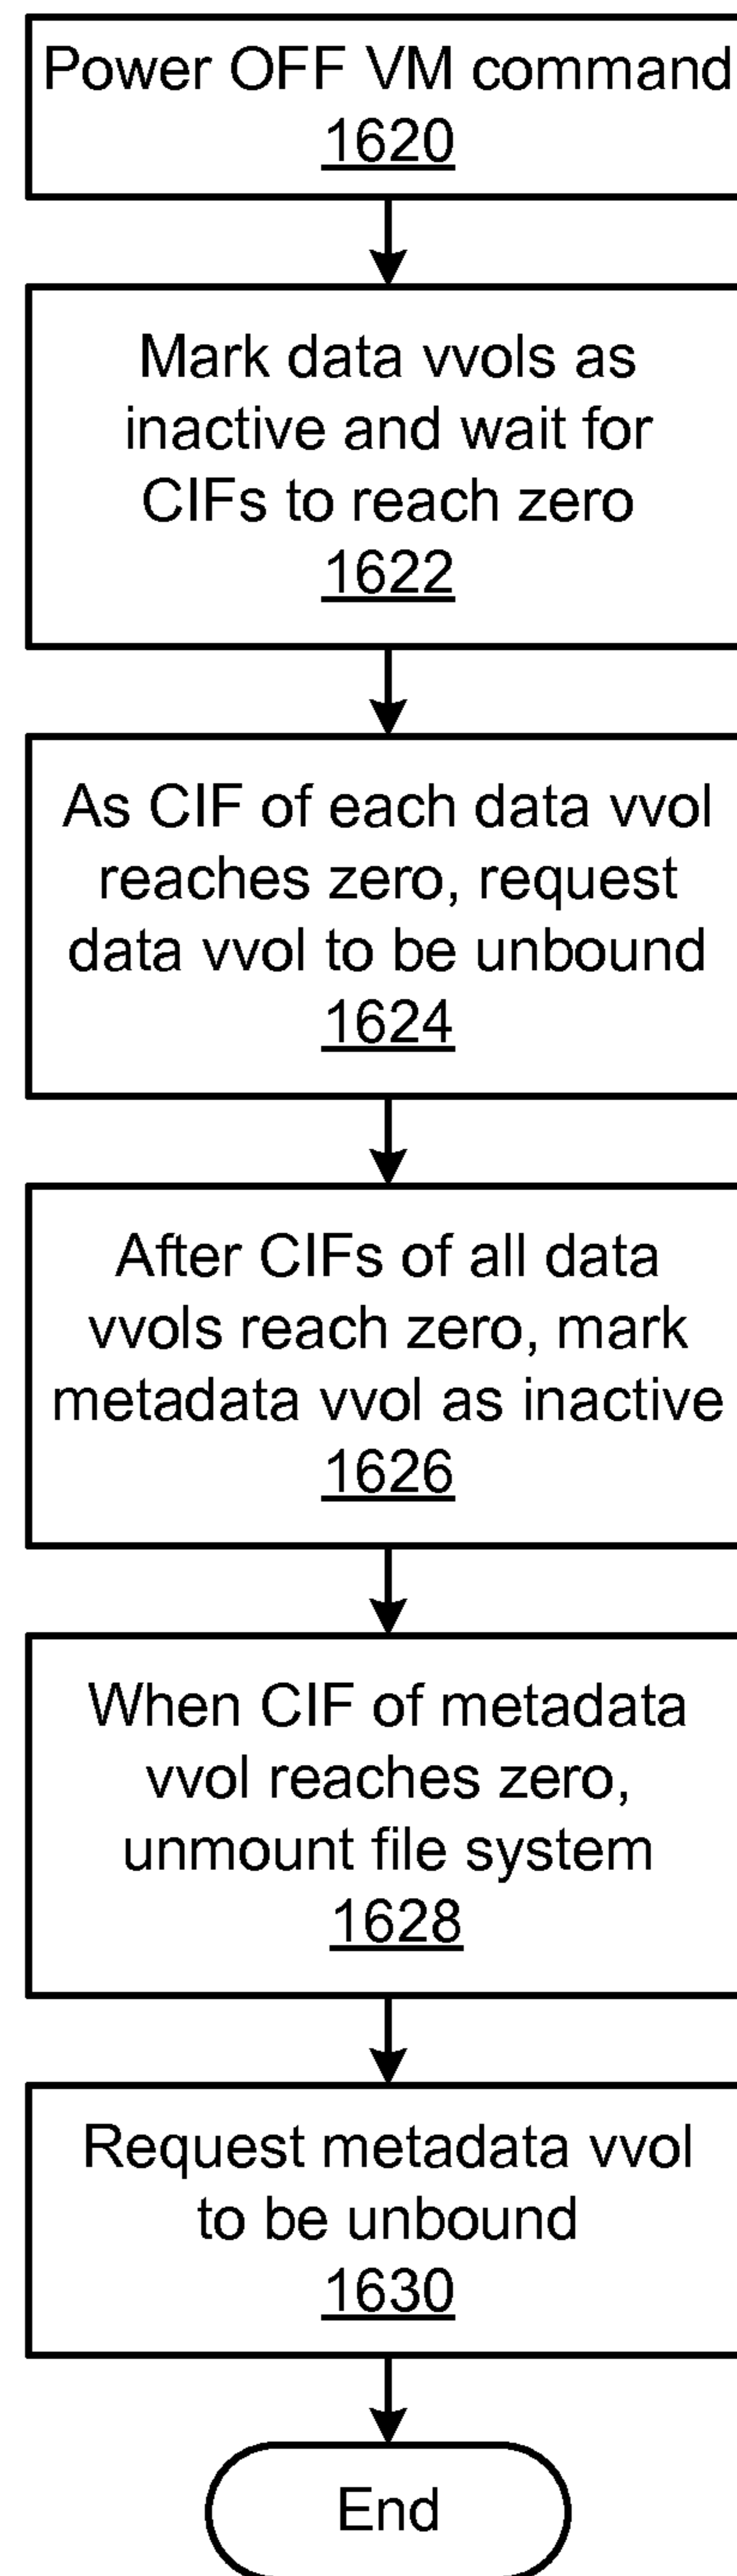 Power OFF VM command
1620
Mark data vvols as
inactive and wait for
CIFs to reach zero
1622
As CIF of each data vvol
reaches zero, request
data vvol to be unbound
1624
After CIFs of all data
vvols reach zero, mark
metadata vvol as inactive
1626
When CIF of metadata
vvol reaches zero,
unmount file system
1628
Request metadata vvol
to be unbound
1630
End